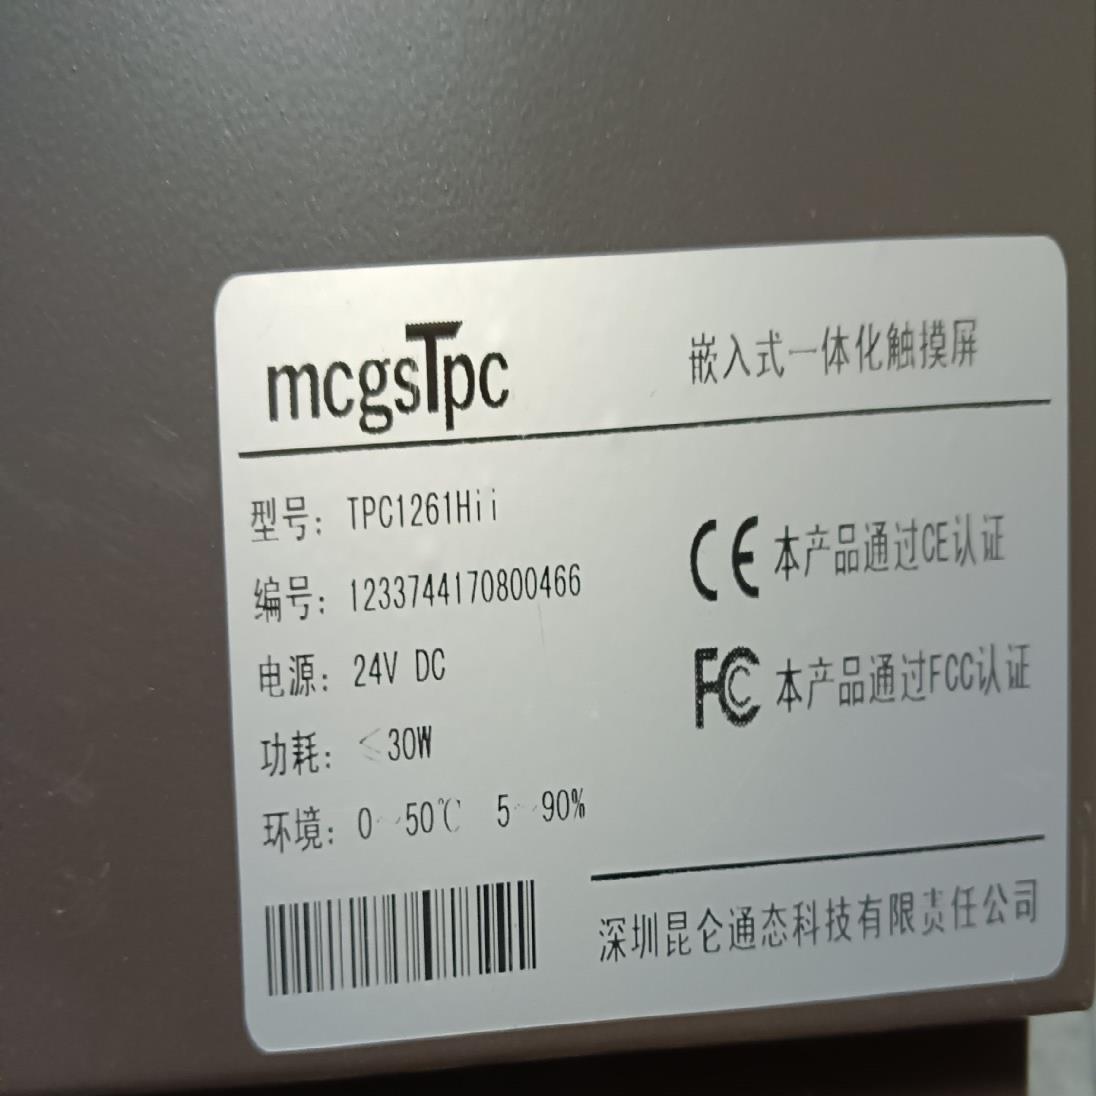 mcgsTpc
嵌入式一体化触摸屏
型号: TPC1261Hii
编号: 1233744170800466
电源: 24V DC
功耗: ≤30W
环境: 0~50℃ 5~90%
CE 本产品通过CE认证
FC 本产品通过FCC认证
深圳昆仑通态科技有限责任公司